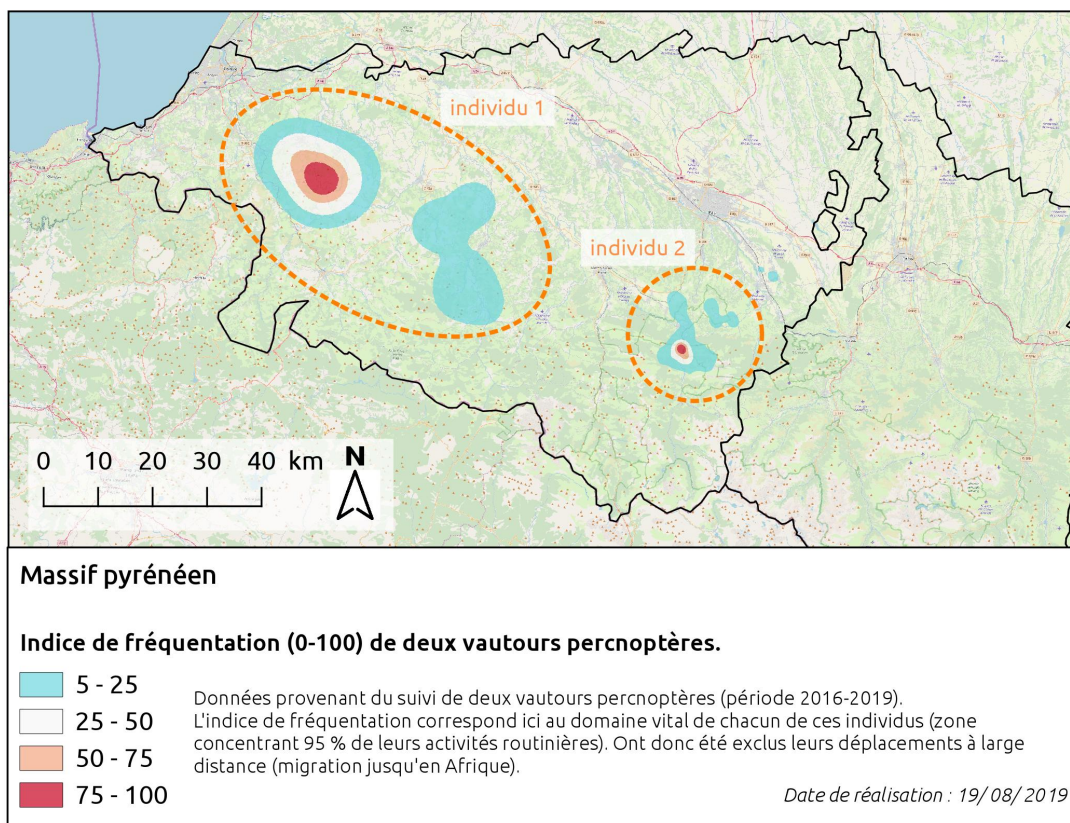 individu 1
individu 2
0 10 20 30 40 km
N
Massif pyrénéen
Indice de fréquentation (0-100) de deux vautours percnoptères.
5 - 25
25 - 50
50 - 75
75 - 100
Données provenant du suivi de deux vautours percnoptères (période 2016-2019).
L'indice de fréquentation correspond ici au domaine vital de chacun de ces individus (zone
concentrant 95 % de leurs activités routinières). Ont donc été exclus leurs déplacements à large
distance (migration jusqu'en Afrique).
Date de réalisation : 19/ 08/ 2019